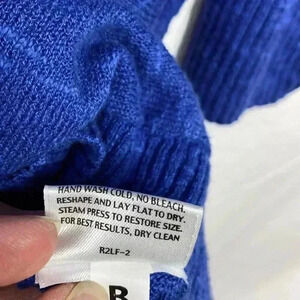 HAND WASH COLD, NO BLEACH.
RESHAPE AND LAY FLAT TO DRY.
STEAM PRESS TO RESTORE SIZE.
FOR BEST RESULTS, DRY CLEAN
R2LF-2